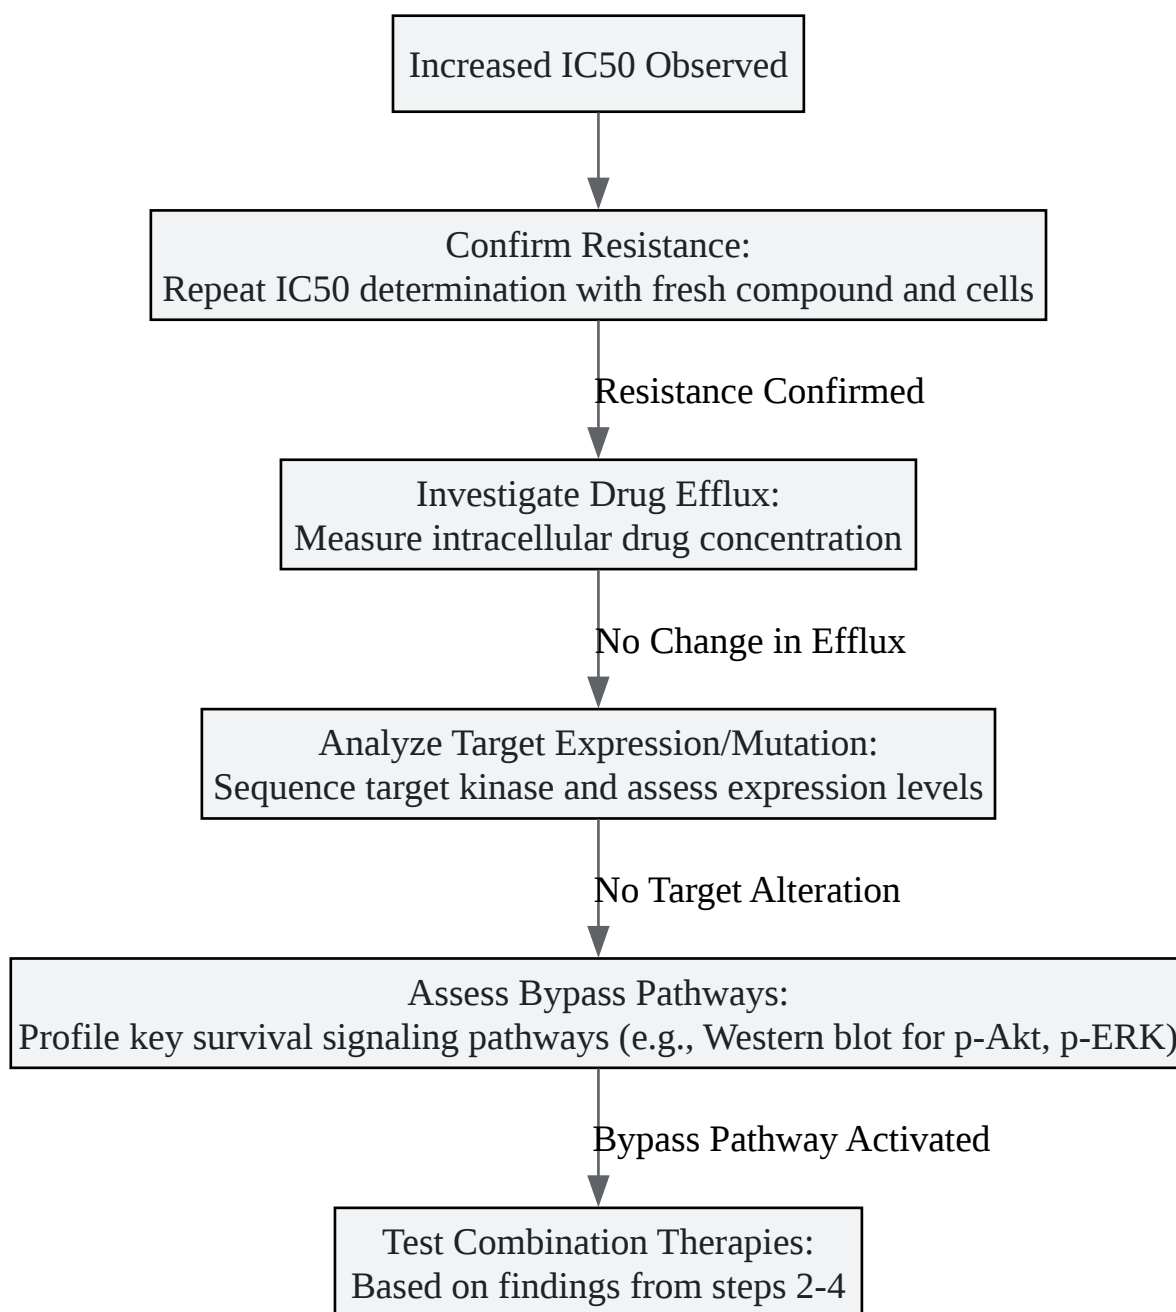 Increased IC50 Observed
Confirm Resistance:
Repeat IC50 determination with fresh compound and cells
Resistance Confirmed
Investigate Drug Efflux:
Measure intracellular drug concentration
No Change in Efflux
Analyze Target Expression/Mutation:
Sequence target kinase and assess expression levels
No Target Alteration
Assess Bypass Pathways:
Profile key survival signaling pathways (e.g., Western blot for p-Akt, p-ERK)
Bypass Pathway Activated
Test Combination Therapies:
Based on findings from steps 2-4